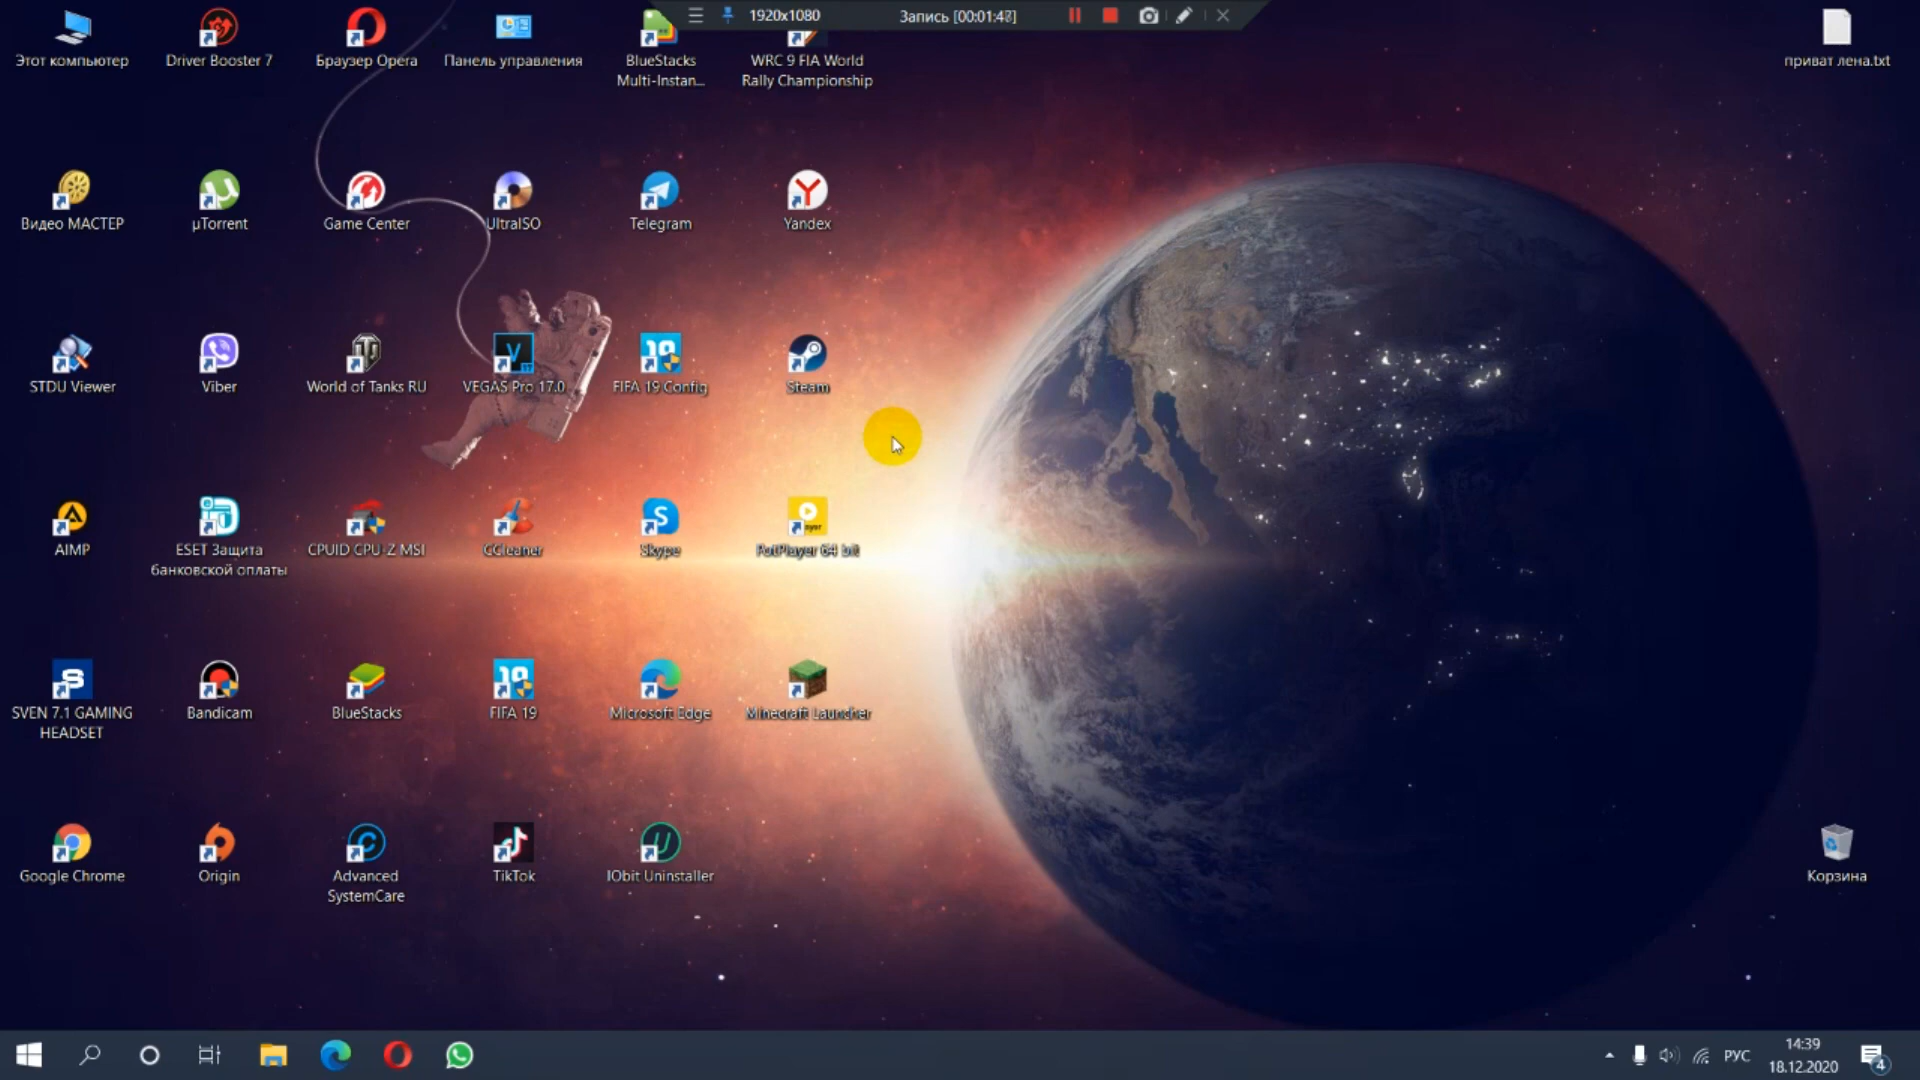 1920x1080
Запись [00:01:47]
Этот компьютер
Driver Booster 7
Браузер Opera
Панель управления
BlueStacks
Multi-Instan...
WRC 9 FIA World
Rally Championship
приват лена.txt
Видео МАСТЕР
µTorrent
Game Center
UltraISO
Telegram
Yandex
STDU Viewer
Viber
World of Tanks RU
VEGAS Pro 17.0
FIFA 19 Config
Steam
AIMP
ESET Защита
банковской оплаты
CPUID CPU-Z MSI
CCleaner
Skype
PotPlayer 64 bit
SVEN 7.1 GAMING
HEADSET
Bandicam
BlueStacks
FIFA 19
Microsoft Edge
Minecraft Launcher
Google Chrome
Origin
Advanced
SystemCare
TikTok
IObit Uninstaller
Корзина
РУС
14:39
18.12.2020
4